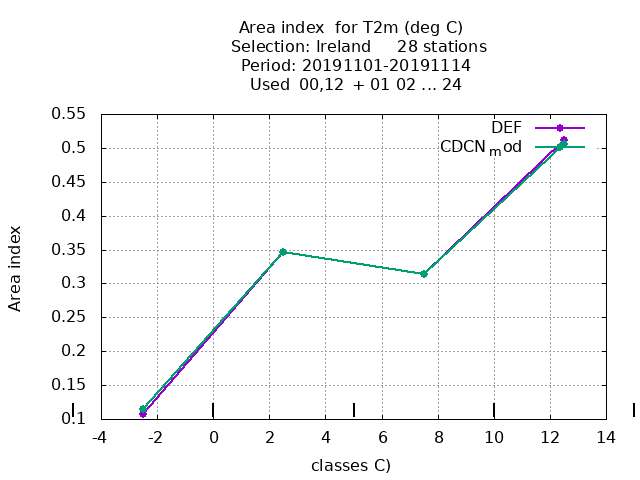 Area index  for T2m (deg C)
Selection: Ireland     28 stations
Period: 20191101-20191114
Used  00,12  + 01 02 ... 24
DEF
CDCN_mod
0.55
0.5
0.45
0.4
0.35
0.3
0.25
0.2
0.15
0.1
Area index
-4 -2 0 2 4 6 8 10 12 14
classes C)